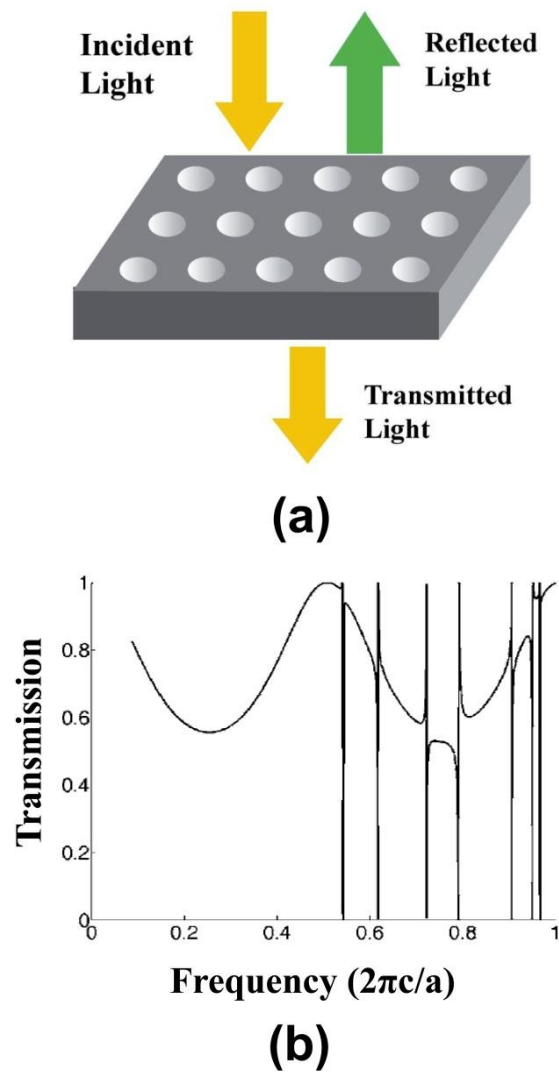 Incident
Light
Reflected
Light
Transmitted
Light
(a)
1
0.8
0.6
0.4
0.2
0
0
0.2
0.4
0.6
0.8
1
Transmission
Frequency (2πc/a)
(b)